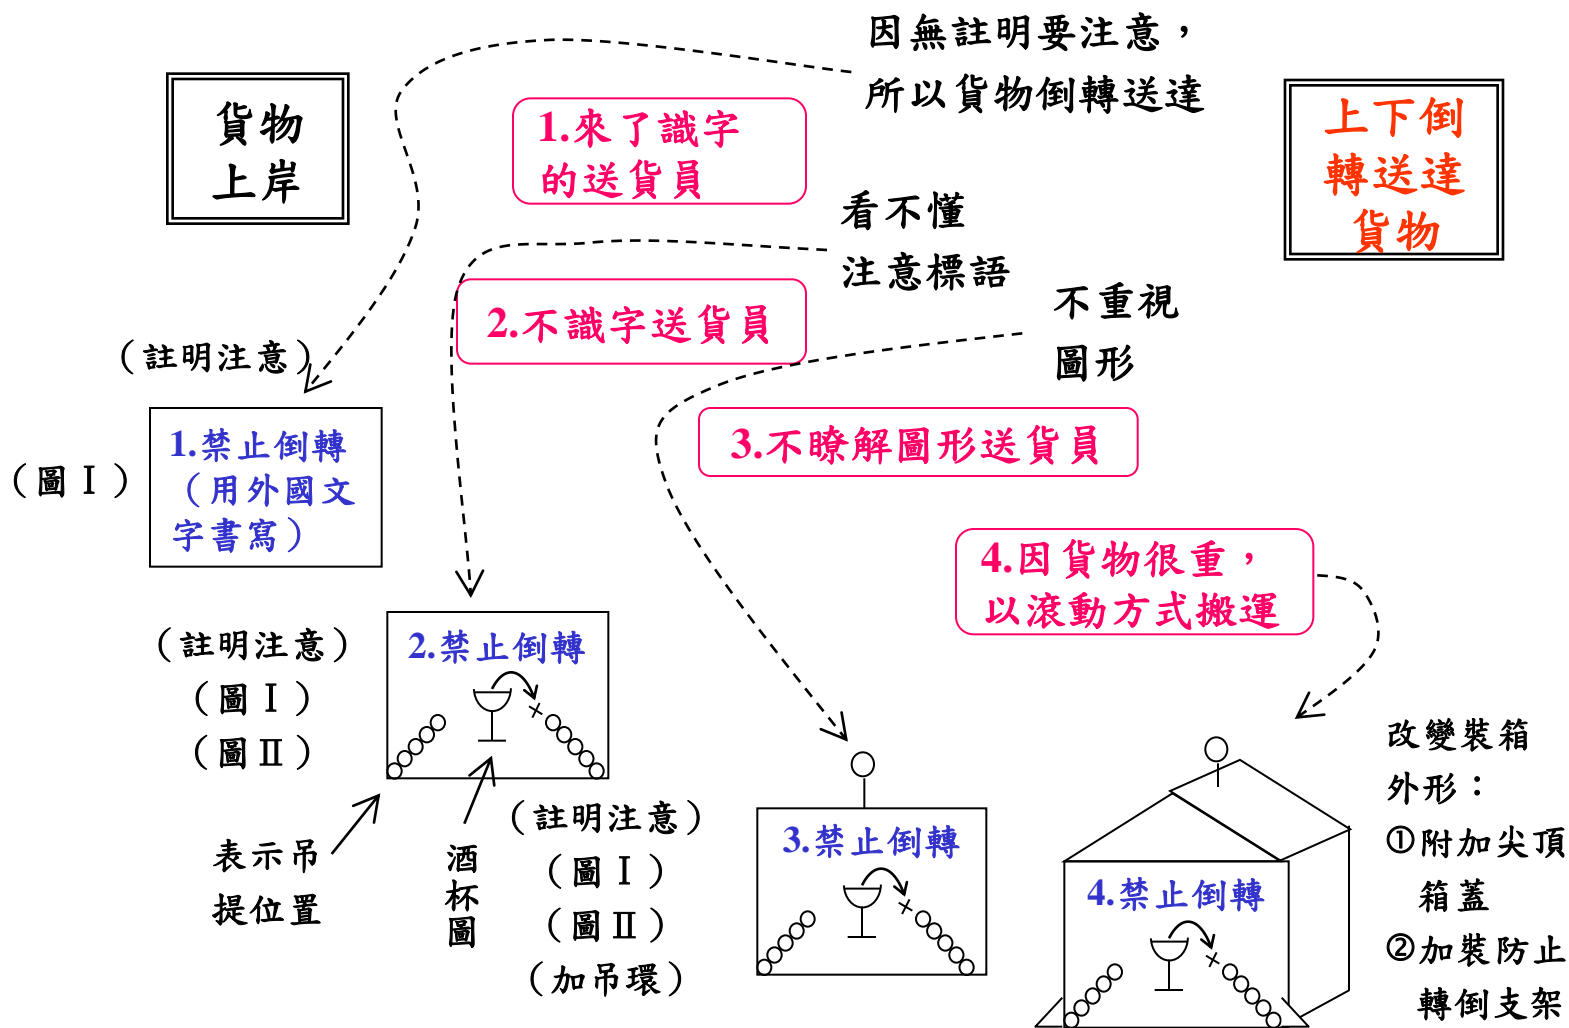 因無註明要注意，
所以貨物倒轉送達
貨物
上岸
上下倒
轉送達
貨物
1.來了識字
的送貨員
看不懂
注意標語
2.不識字送貨員
不重視
圖形
（註明注意）
3.不瞭解圖形送貨員
1.禁止倒轉
（用外國文
字書寫）
（圖Ⅰ）
4.因貨物很重，
以滾動方式搬運
（註明注意）
（圖Ⅰ）
（圖Ⅱ）
2.禁止倒轉
表示吊
提位置
酒
杯
圖
（註明注意）
（圖Ⅰ）
（圖Ⅱ）
（加吊環）
3.禁止倒轉
4.禁止倒轉
改變裝箱
外形：
①附加尖頂
箱蓋
②加裝防止
轉倒支架